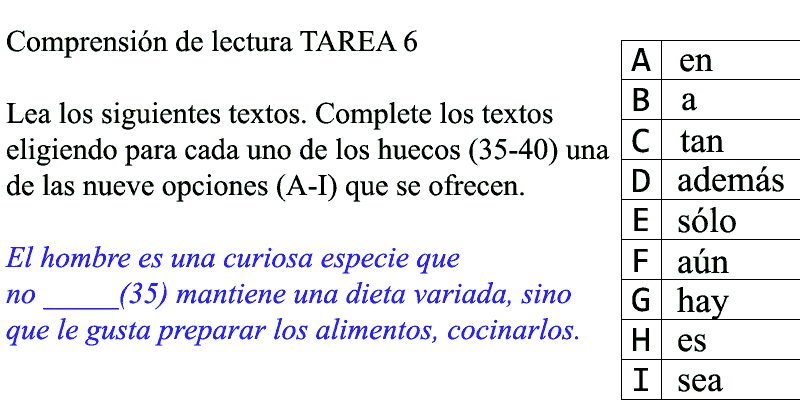 Comprensión de lectura TAREA 6
Lea los siguientes textos. Complete los textos
eligiendo para cada uno de los huecos (35-40) una
de las nueve opciones (A-I) que se ofrecen.
El hombre es una curiosa especie que
no _____(35) mantiene una dieta variada, sino
que le gusta preparar los alimentos, cocinarlos.
A en
B a
C tan
D además
E sólo
F aún
G hay
H es
I sea